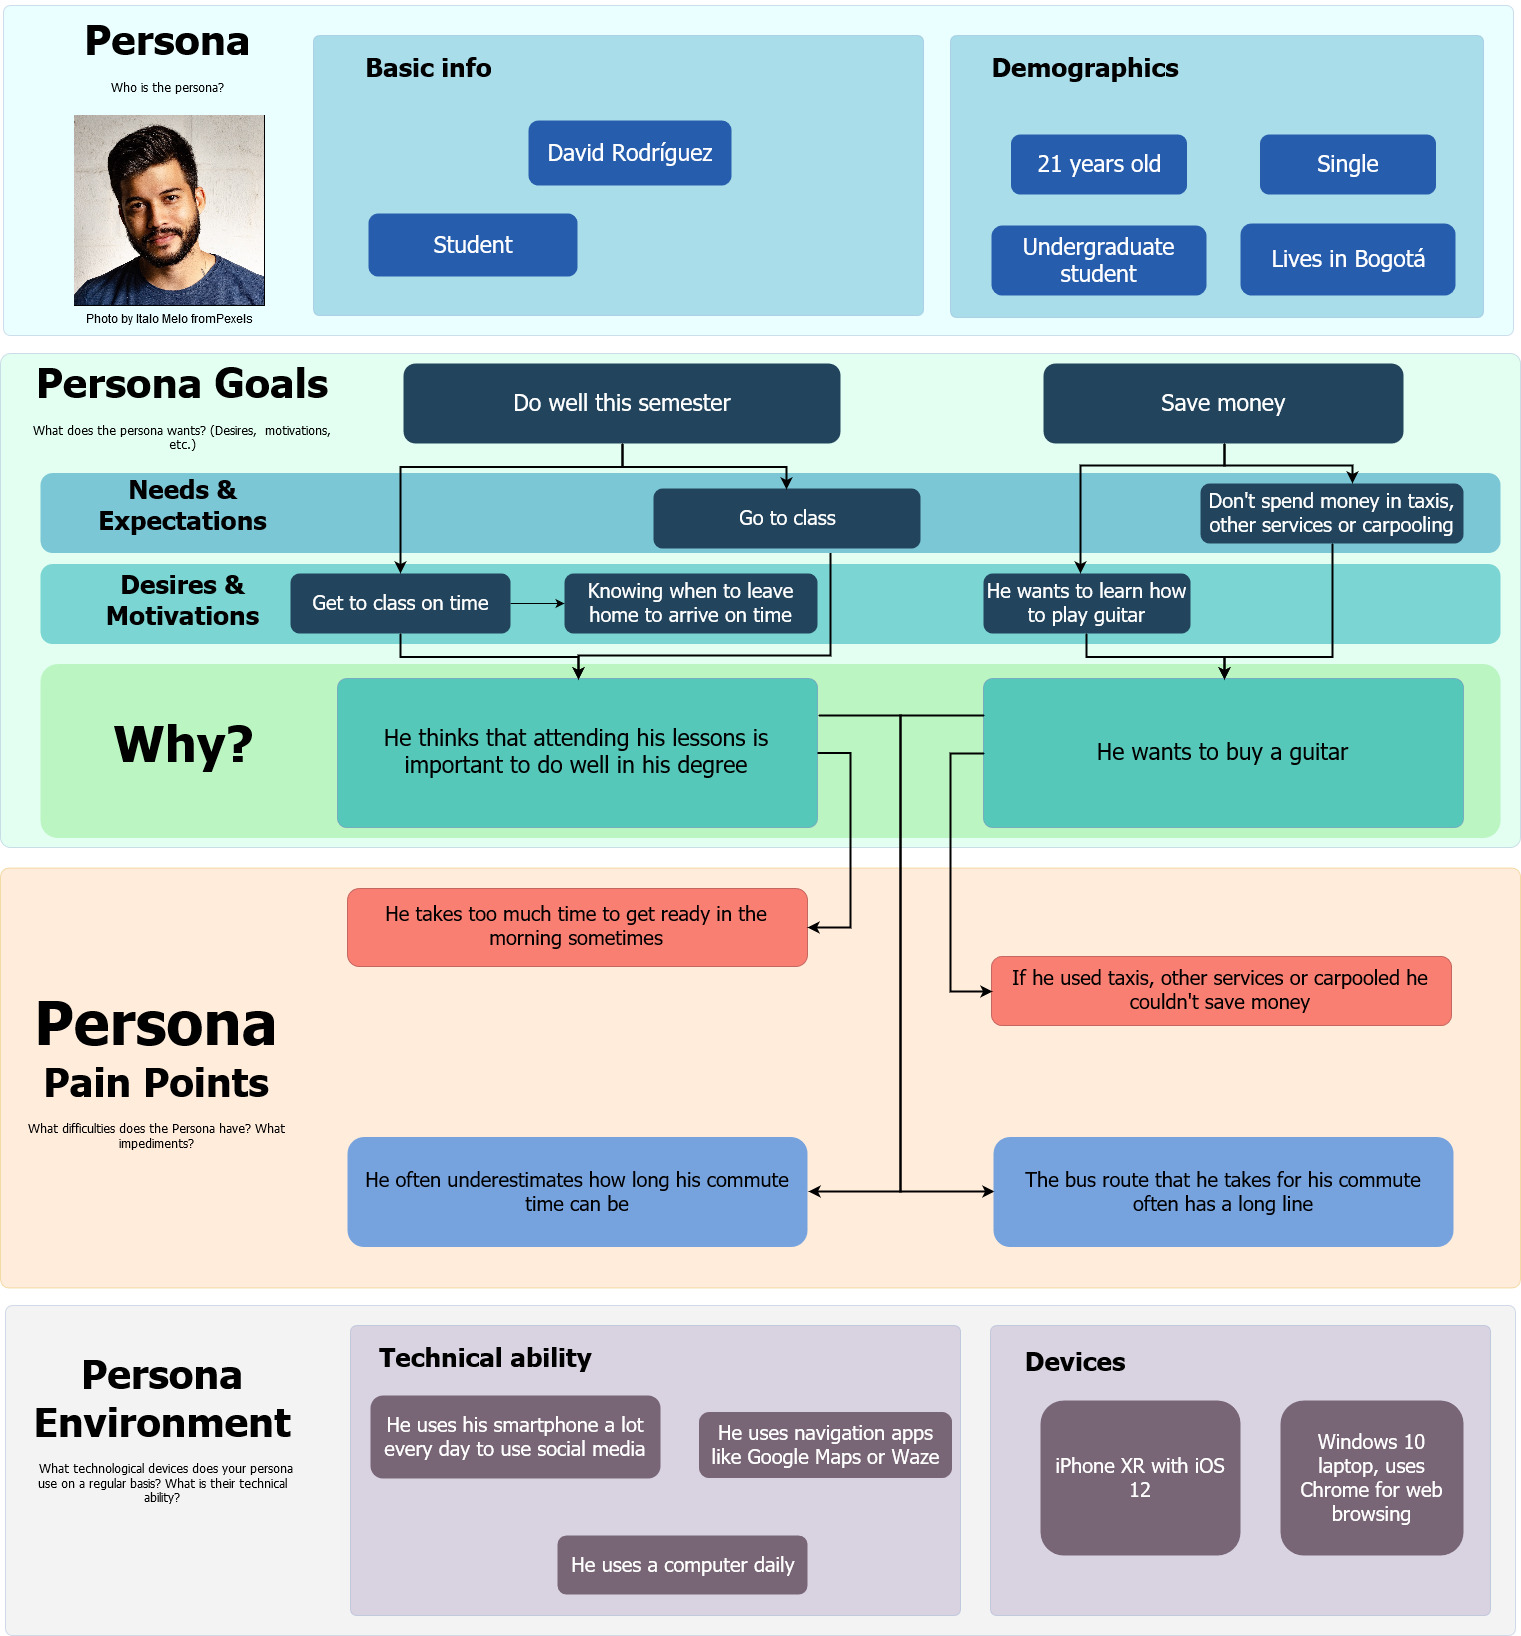 Persona
Who is the persona?
Photo by Italo Melo fromPexels
Basic info
David Rodríguez
Student
Demographics
21 years old
Single
Undergraduate
student
Lives in Bogotá
Persona Goals
What does the persona wants? (Desires, motivations,
etc.)
Do well this semester
Save money
Needs &
Expectations
Go to class
Don't spend money in taxis,
other services or carpooling
Desires &
Motivations
Get to class on time
Knowing when to leave
home to arrive on time
He wants to learn how
to play guitar
Why?
He thinks that attending his lessons is
important to do well in his degree
He wants to buy a guitar
Persona
Pain Points
What difficulties does the Persona have? What
impediments?
He takes too much time to get ready in the
morning sometimes
If he used taxis, other services or carpooled he
couldn't save money
He often underestimates how long his commute
time can be
The bus route that he takes for his commute
often has a long line
Persona
Environment
What technological devices does your persona
use on a regular basis? What is their technical
ability?
Technical ability
He uses his smartphone a lot
every day to use social media
He uses navigation apps
like Google Maps or Waze
He uses a computer daily
Devices
iPhone XR with iOS
12
Windows 10
laptop, uses
Chrome for web
browsing